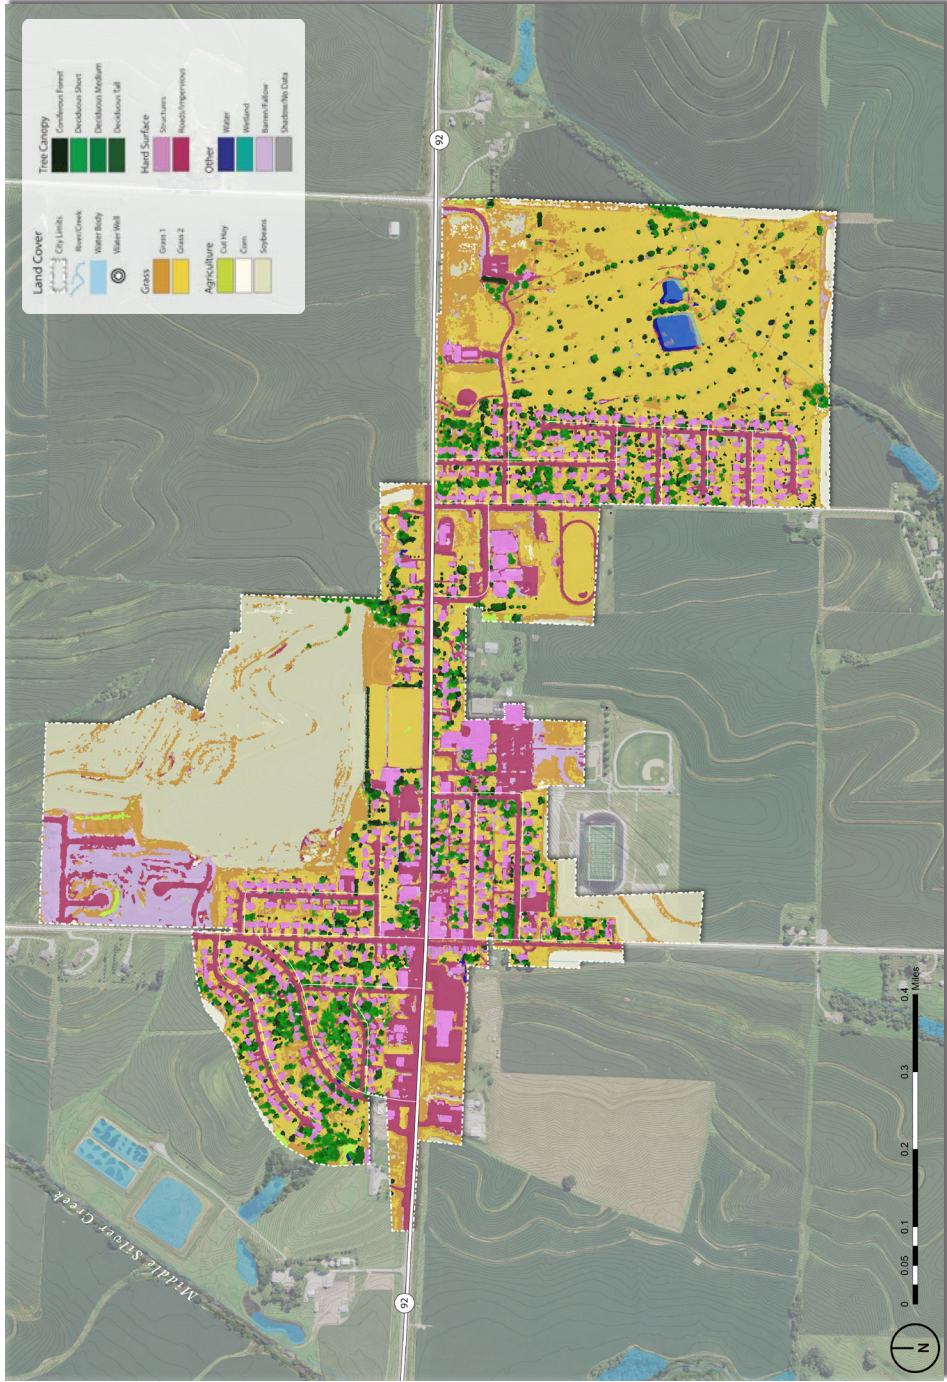 Land Cover
City Limits
River/Creek
Water Body
Water Well
Grass
Grass 1
Grass 2
Agriculture
Cut Hay
Corn
Soybeans
Tree Canopy
Coniferous Forest
Deciduous Short
Deciduous Medium
Deciduous Tall
Hard Surface
Structures
Roads/Impervious
Other
Water
Wetland
Barren/Fallow
Shadow/No Data
92
92
Middle Silver Creek
0 0.05 0.1 0.2 0.3 0.4
Miles
N